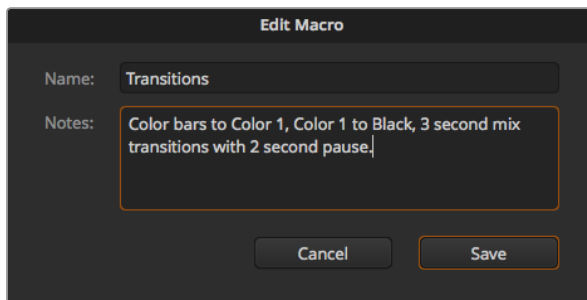 Edit Macro
Name: Transitions
Notes: Color bars to Color 1, Color 1 to Black, 3 second mix
transitions with 2 second pause.
Cancel Save